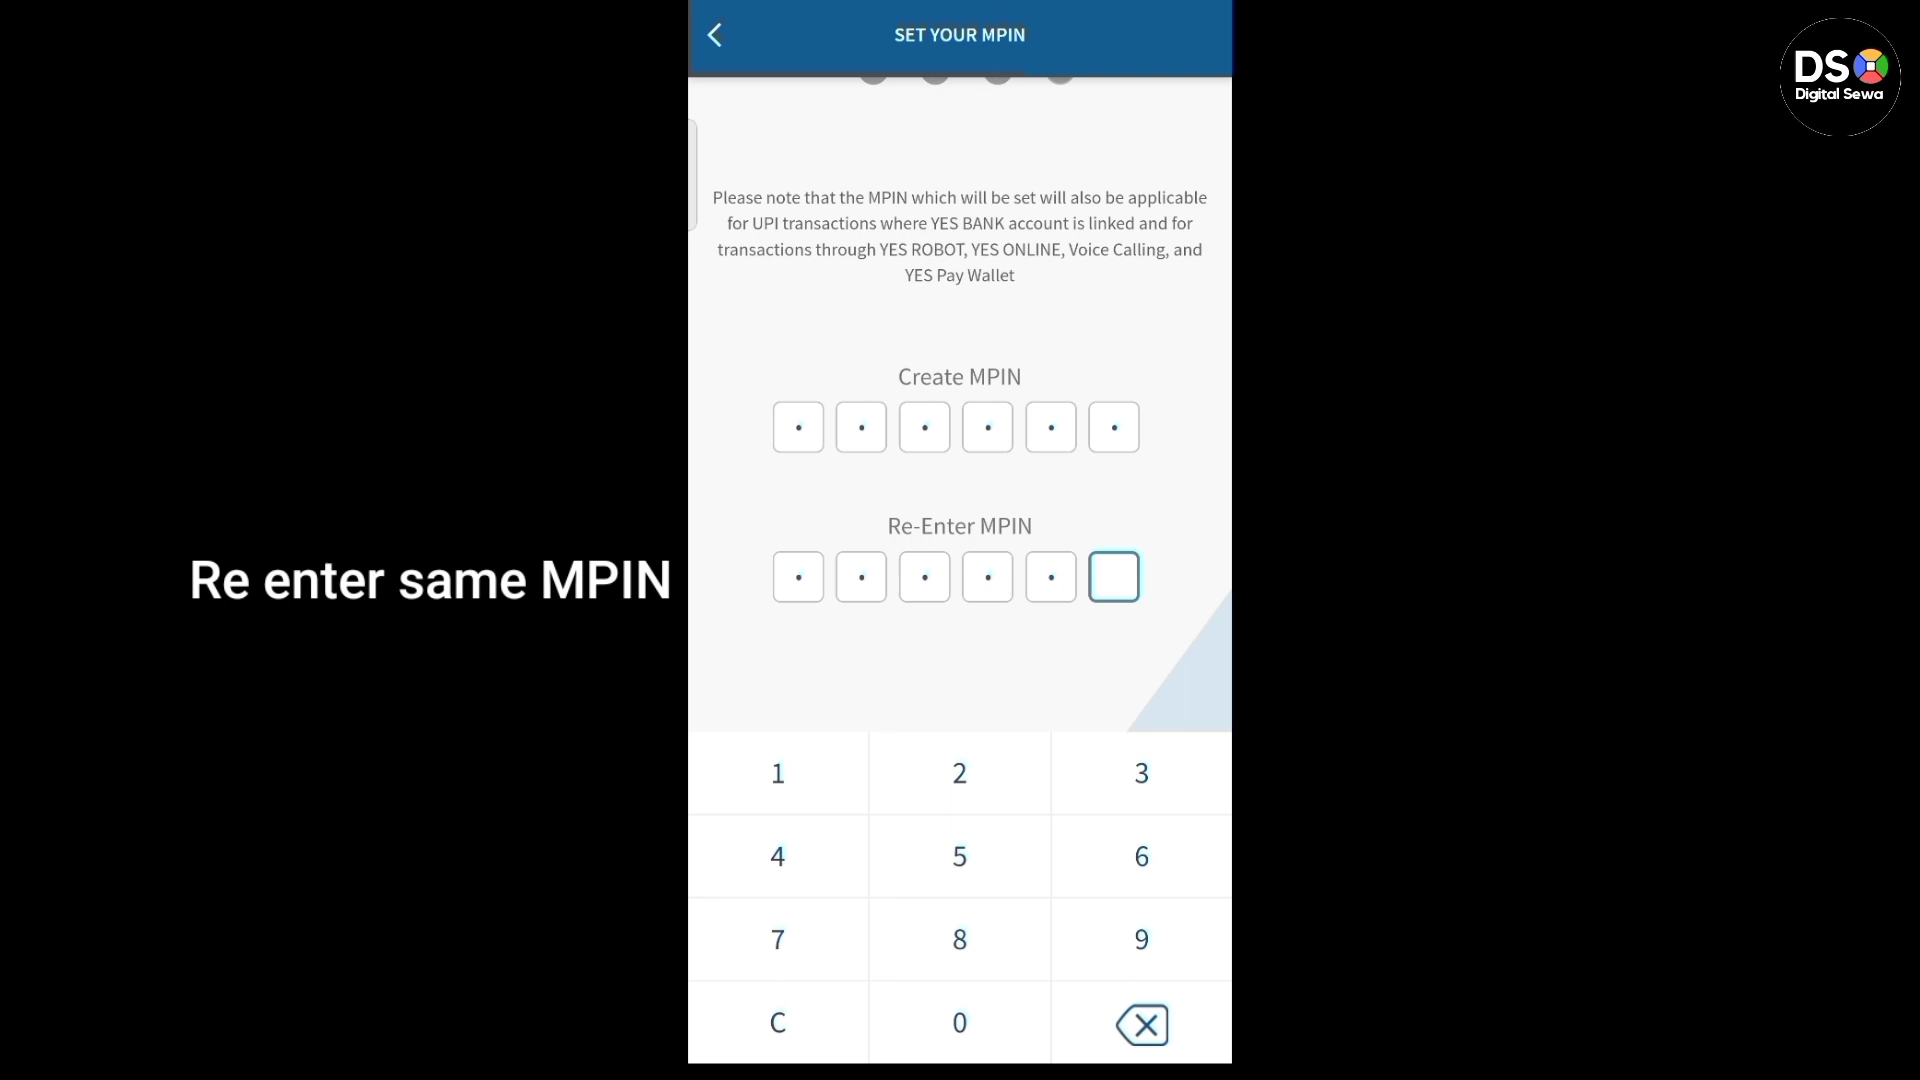 SET YOUR MPIN
DS
Digital Sewa
Please note that the MPIN which will be set will also be applicable
for UPI transactions where YES BANK account is linked and for
transactions through YES ROBOT, YES ONLINE, Voice Calling, and
YES Pay Wallet
Create MPIN
Re-Enter MPIN
Re enter same MPIN
1 2 3
4 5 6
7 8 9
C 0